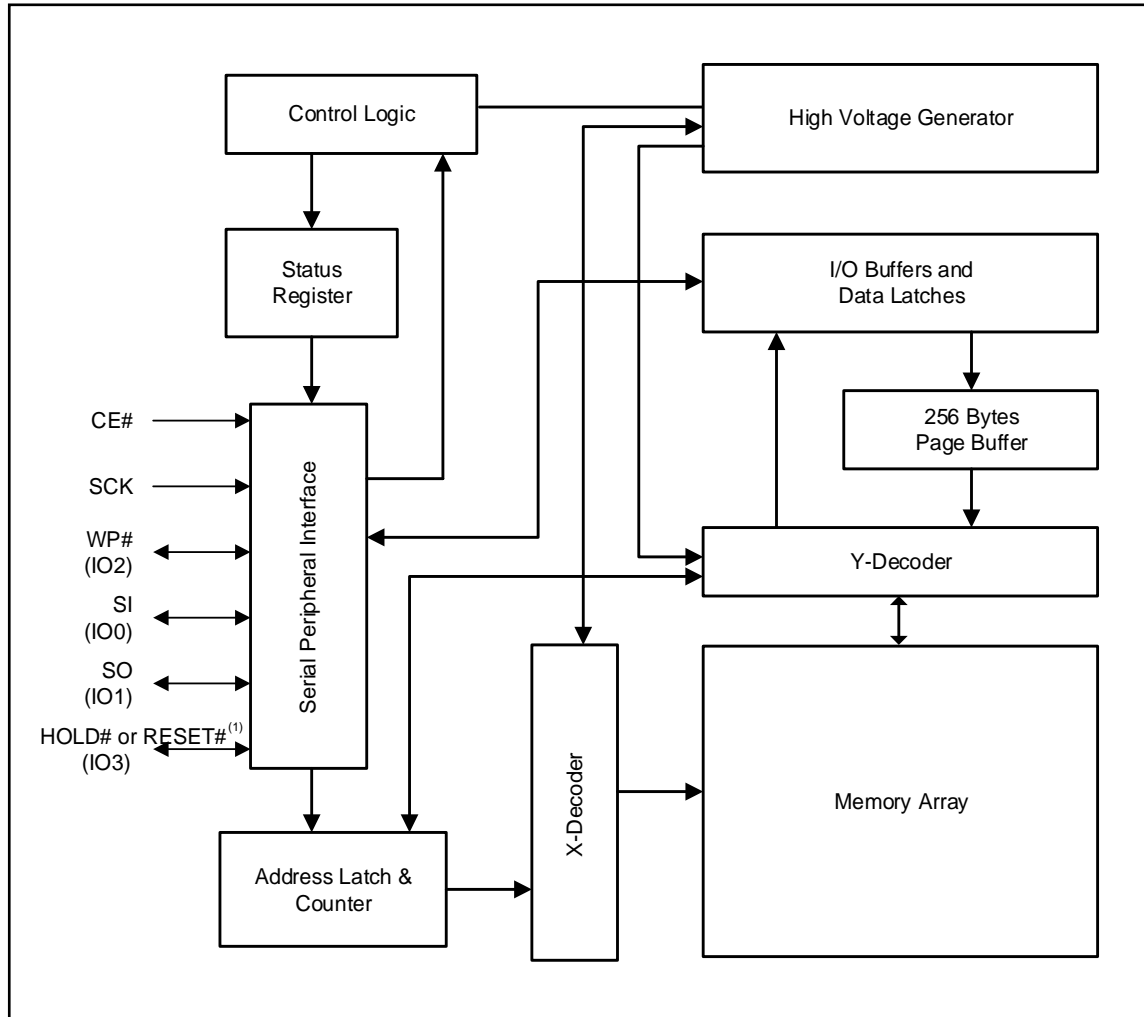 Control Logic
High Voltage Generator
Status
Register
I/O Buffers and
Data Latches
256 Bytes
Page Buffer
CE#
SCK
WP#
(IO2)
SI
(IO0)
SO
(IO1)
HOLD# or RESET#(1)
(IO3)
Serial Peripheral Interface
Y-Decoder
X-Decoder
Memory Array
Address Latch &
Counter